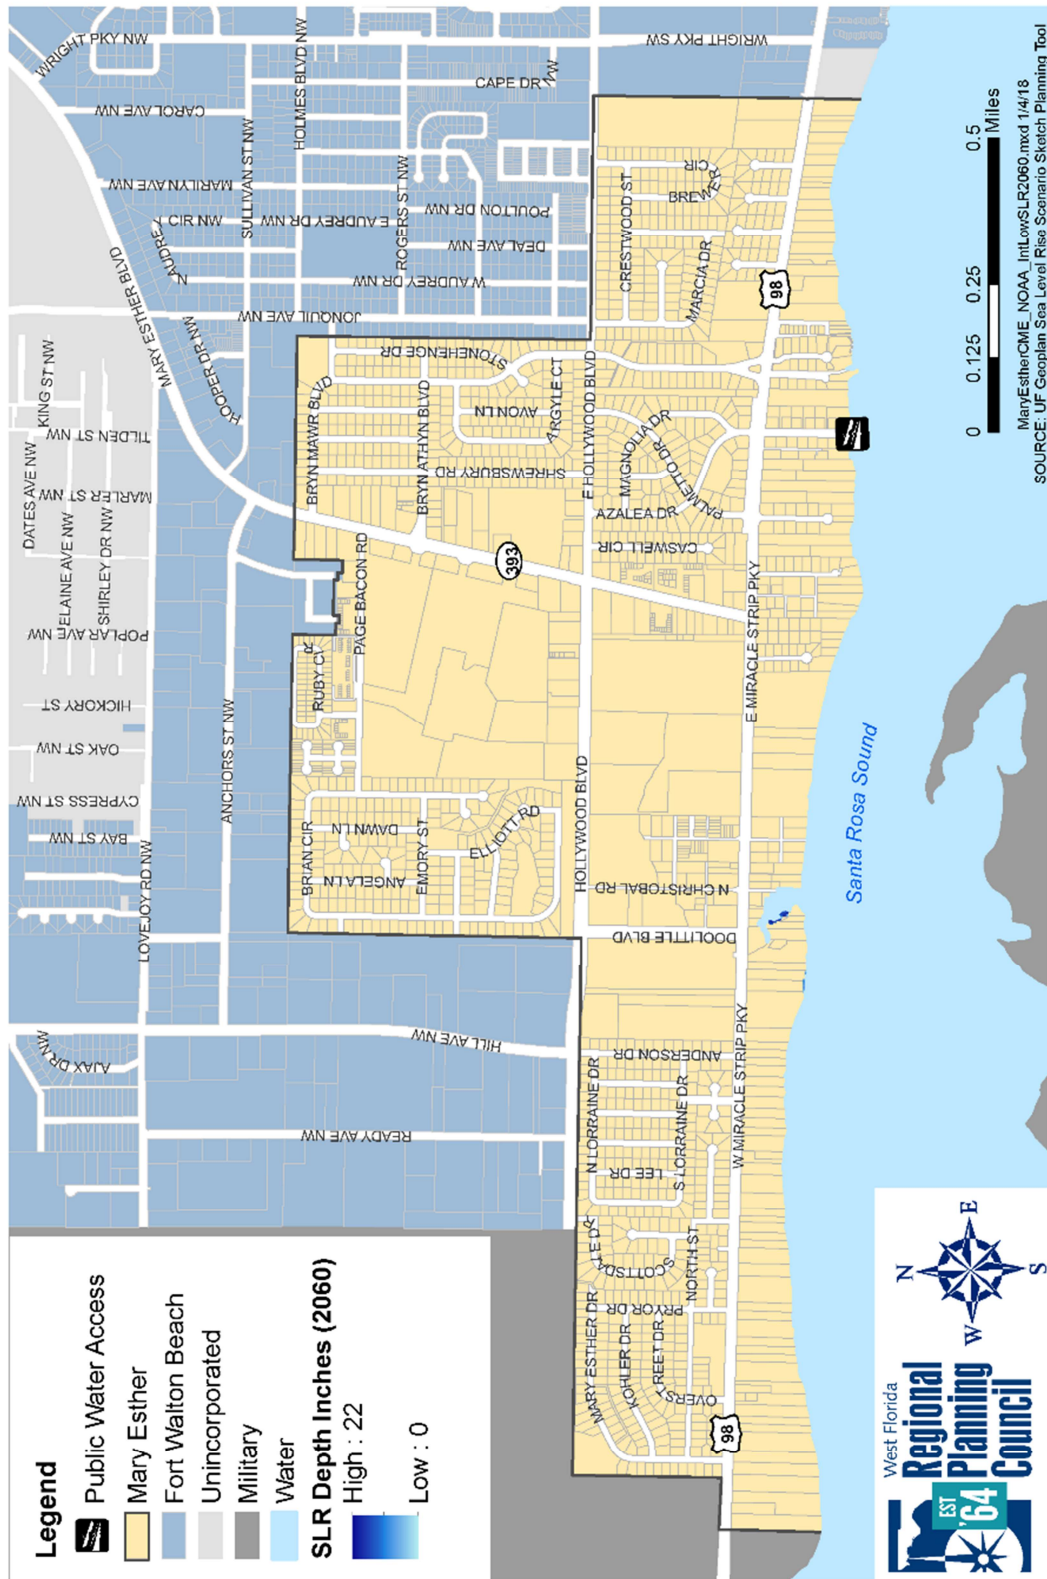 Legend
Public Water Access
Mary Esther
Fort Walton Beach
Unincorporated
Military
Water
SLR Depth Inches (2060)
High : 22
Low : 0
AJAX DR NW
READY AVE NW
HILL AVE NW
LOVEJOY RD NW
BAY ST NW
CYPRESS ST NW
OAK ST NW
HICKORY ST
POPLAR AVE NW
ELAINE AVE NW
SHIRLEY DR NW
DATES AVE NW
MARLER ST NW
TILDEN ST NW
KING ST NW
ANCHORS ST NW
MARY ESTHER BLVD
HOOPER DR NW
JONQUIL AVE NW
N AUDREY CIR NW
W AUDREY DR NW
E AUDREY DR NW
MARILYN AVE NW
CAROL AVE NW
WRIGHT PKY NW
SULLIVAN ST NW
HOLMES BLVD NW
ROGERS ST NW
CAPE DR NW
POULTON DR NW
DEAL AVE NW
WRIGHT PKY SW
BRIAN CIR
DAWN LN
ANGELA LN
EMORY ST
ELLIOTT RD
RUBY CIR
PAGE BACON RD
BRYN MAWR BLVD
BRYN ATHYN BLVD
STONEHENGE DR
AVON LN
ARGYLE CT
SHREWSBURY RD
393
HOLLYWOOD BLVD
E HOLLYWOOD BLVD
MAGNOLIA DR
PALMETTO DR
AZALEA DR
CASWELL CIR
CRESTWOOD ST
BREWER CIR
MARCIA DR
98
E MIRACLE STRIP PKY
N CHRISTOBAL RD
DOOLITTLE BLVD
ANDERSON DR
N LORRAINE DR
S LORRAINE DR
LEE DR
SCOTTSDALE DR
NORTH ST
PRYOR DR
MARY ESTHER DR
KOHLER DR
OVERSTREET DR
W MIRACLE STRIP PKY
98
Santa Rosa Sound
West Florida
Regional
Planning
Council
EST
'64
N
W
E
S
0 0.125 0.25 0.5
Miles
MaryEstherCME_NOAA_IntLowSLR2060.mxd 1/4/18
SOURCE: UF Geoplan Sea Level Rise Scenario Sketch Planning Tool